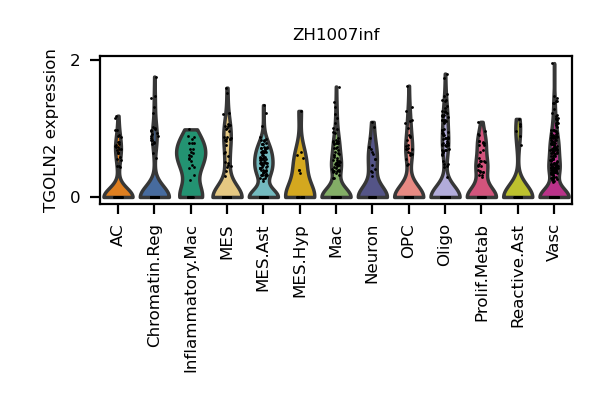 ZH1007inf
TGOLN2 expression
2
0
AC
Chromatin.Reg
Inflammatory.Mac
MES
MES.Ast
MES.Hyp
Mac
Neuron
OPC
Oligo
Prolif.Metab
Reactive.Ast
Vasc